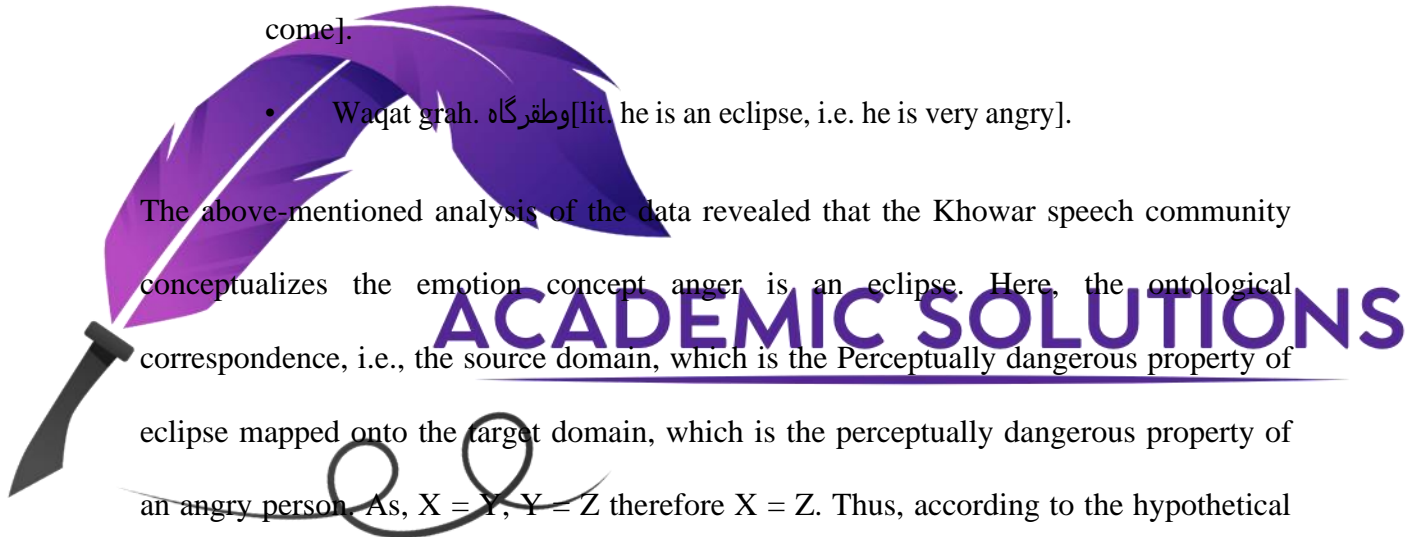 come].
• Waqat grah. وطقرگاہ[lit. he is an eclipse, i.e. he is very angry].
The above-mentioned analysis of the data revealed that the Khowar speech community
conceptualizes the emotion concept anger is an eclipse. Here, the ontological
ACADEMIC SOLUTIONS
correspondence, i.e., the source domain, which is the Perceptually dangerous property of
eclipse mapped onto the target domain, which is the perceptually dangerous property of
an angry person. As, X = Y, Y = Z therefore X = Z. Thus, according to the hypothetical